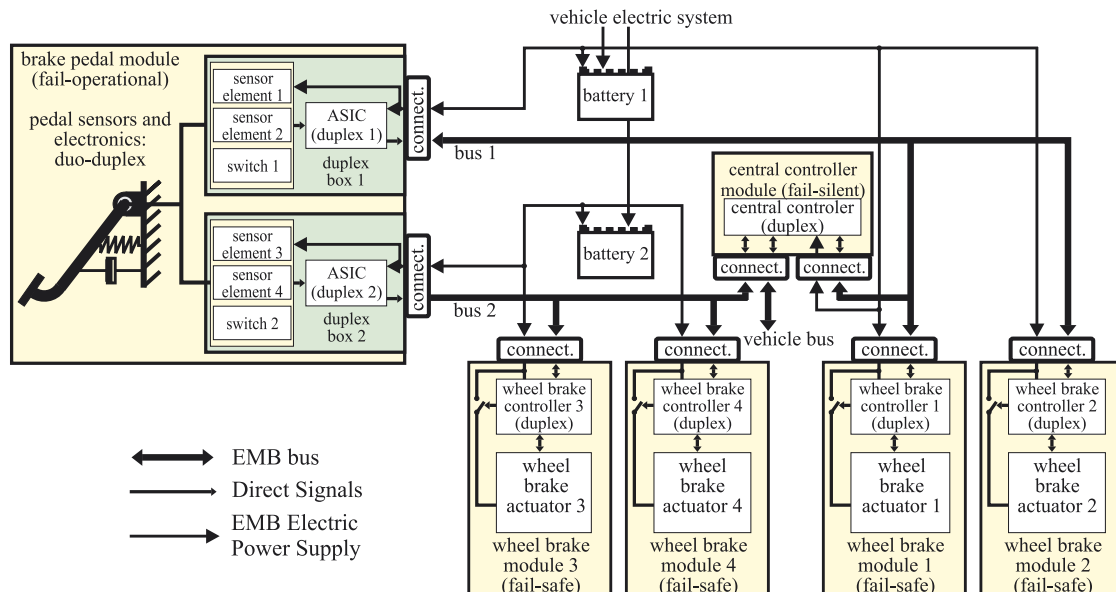 vehicle electric system
brake pedal module
(fail-operational)
pedal sensors and
electronics:
duo-duplex
sensor
element 1
sensor
element 2
switch 1
ASIC
(duplex 1)
duplex
box 1
connect.
bus 1
sensor
element 3
sensor
element 4
switch 2
ASIC
(duplex 2)
duplex
box 2
connect.
bus 2
battery 1
battery 2
central controller
module (fail-silent)
central controler
(duplex)
connect.
connect.
vehicle bus
connect.
wheel brake
controller 3
(duplex)
wheel
brake
actuator 3
wheel brake
module 3
(fail-safe)
connect.
wheel brake
controller 4
(duplex)
wheel
brake
actuator 4
wheel brake
module 4
(fail-safe)
connect.
wheel brake
controller 1
(duplex)
wheel
brake
actuator 1
wheel brake
module 1
(fail-safe)
connect.
wheel brake
controller 2
(duplex)
wheel
brake
actuator 2
wheel brake
module 2
(fail-safe)
EMB bus
Direct Signals
EMB Electric
Power Supply